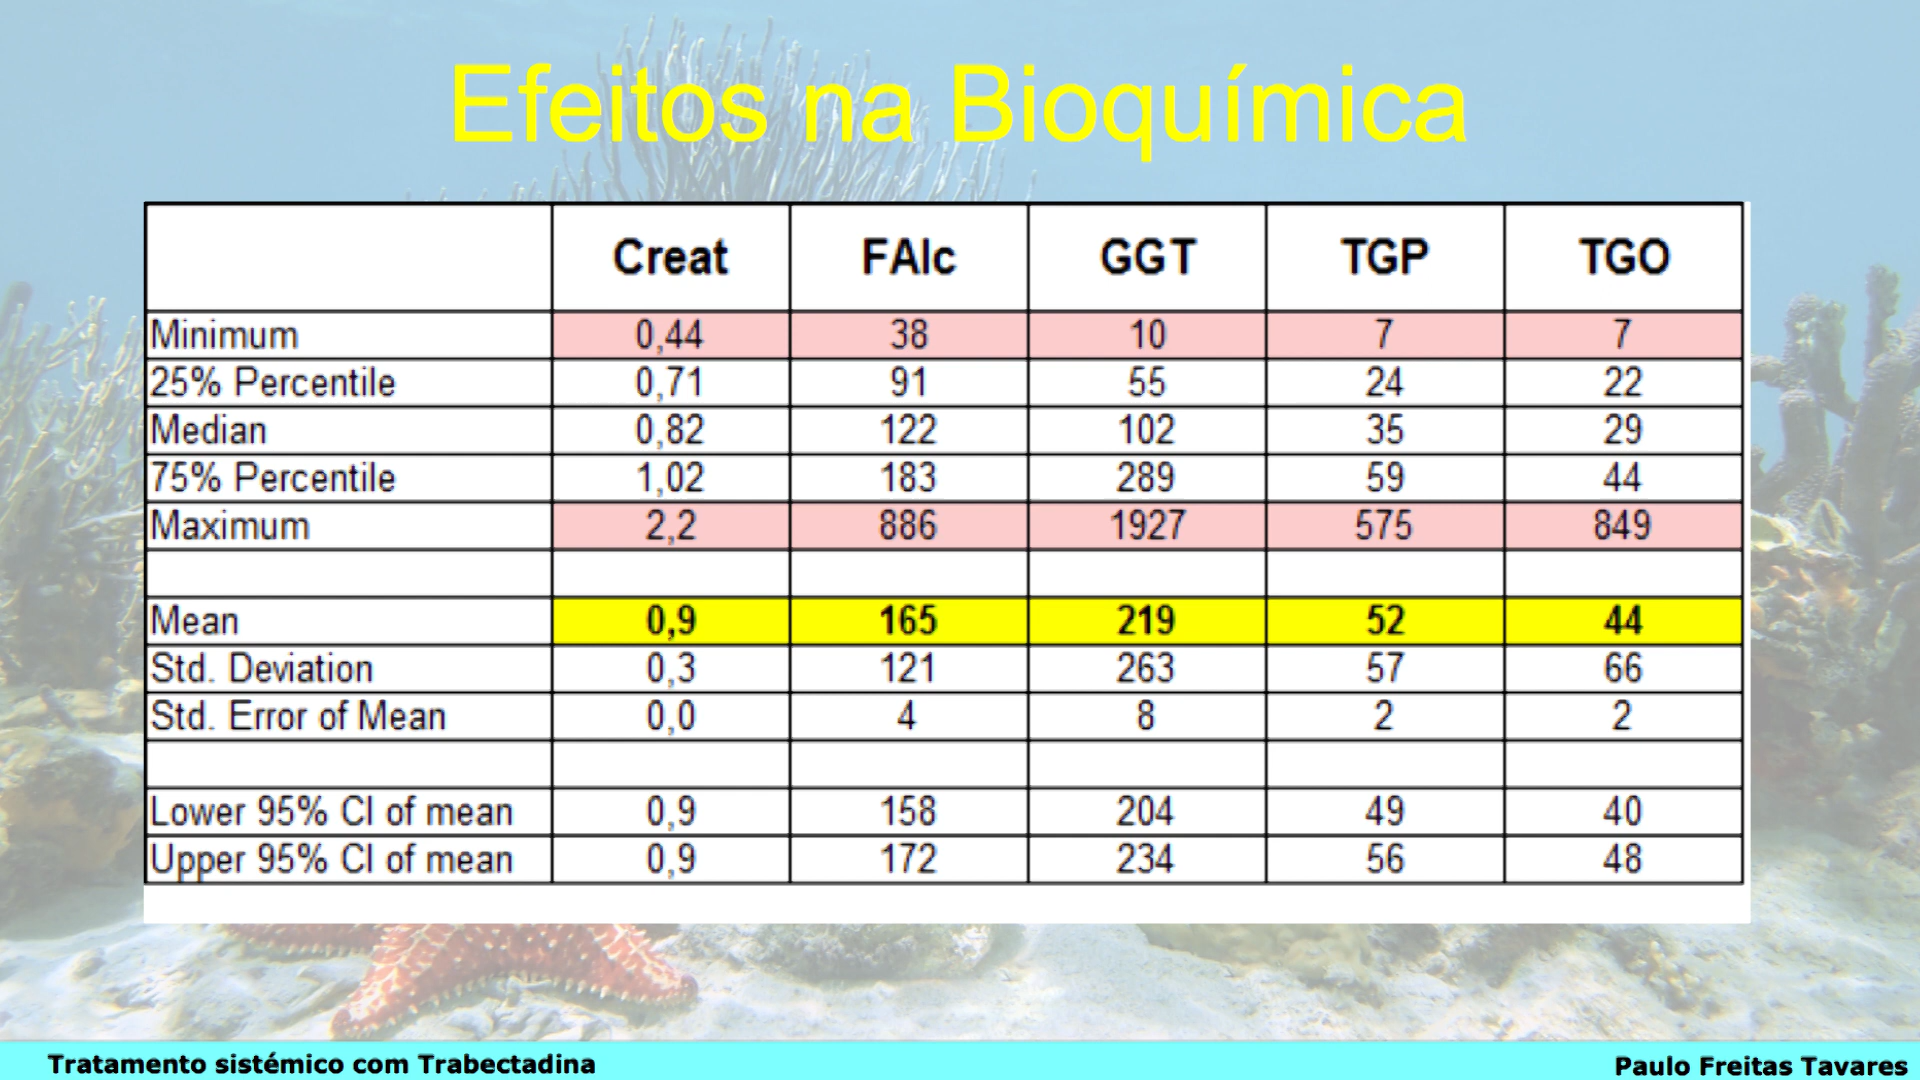 Efeitos na Bioquímica
Creat FAlc GGT TGP TGO
Minimum 0,44 38 10 7 7
25% Percentile 0,71 91 55 24 22
Median 0,82 122 102 35 29
75% Percentile 1,02 183 289 59 44
Maximum 2,2 886 1927 575 849
Mean 0,9 165 219 52 44
Std. Deviation 0,3 121 263 57 66
Std. Error of Mean 0,0 4 8 2 2
Lower 95% CI of mean 0,9 158 204 49 40
Upper 95% CI of mean 0,9 172 234 56 48
Tratamento sistémico com Trabectadina
Paulo Freitas Tavares